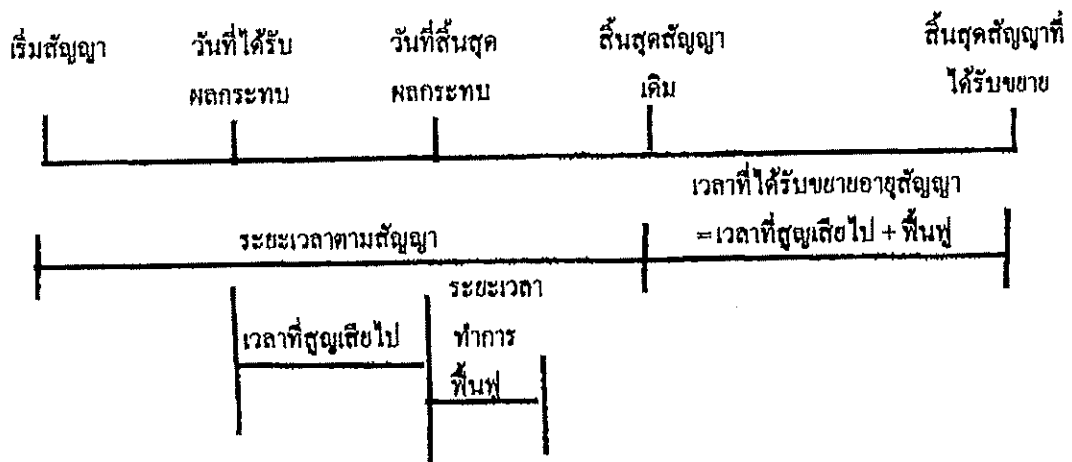 เริ่มสัญญา วันที่ได้รับ วันที่สิ้นสุด สิ้นสุดสัญญา สิ้นสุดสัญญาที่
ผลกระทบ ผลกระทบ เดิม ได้รับขยาย
เวลาที่ได้รับขยายอายุสัญญา
ระยะเวลาตามสัญญา =เวลาที่สูญเสียไป + ฟื้นฟู
ระยะเวลา
เวลาที่สูญเสียไป ทำการ
ฟื้นฟู